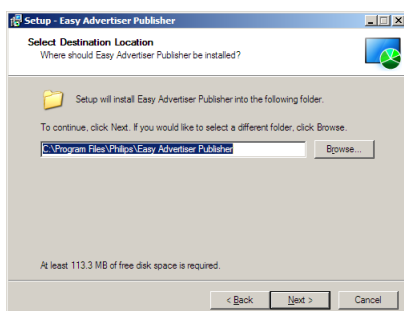 Setup - Easy Advertiser Publisher
Select Destination Location
Where should Easy Advertiser Publisher be installed?
Setup will install Easy Advertiser Publisher into the following folder.
To continue, click Next. If you would like to select a different folder, click Browse.
C:\Program Files\Philips\Easy Advertiser Publisher
Browse...
At least 113.3 MB of free disk space is required.
< Back
Next >
Cancel